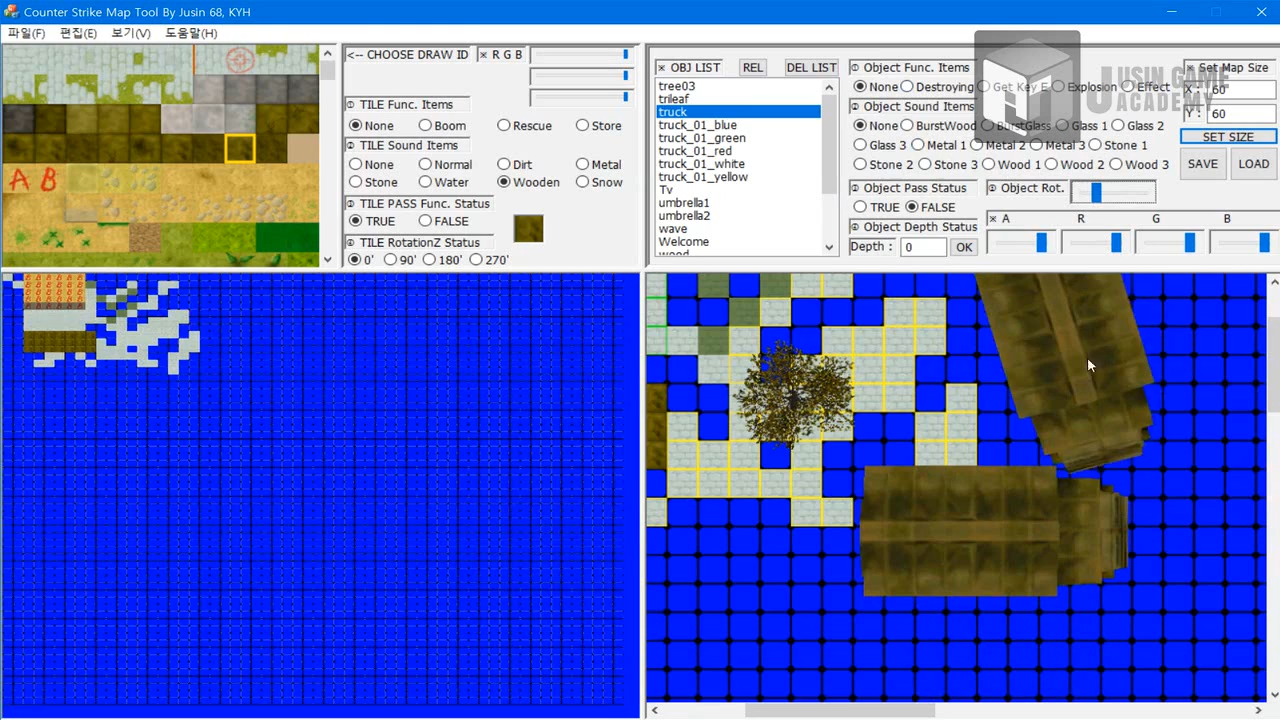 Counter Strike Map Tool By Jusin 68, KYH
파일(F) 편집(E) 보기(V) 도움말(H)
A B
<-- CHOOSE DRAW ID × R G B
TILE Func. Items
None Boom Rescue Store
TILE Sound Items
None Normal Dirt Metal
Stone Water Wooden Snow
TILE PASS Func. Status
TRUE FALSE
TILE RotationZ Status
0' 90' 180' 270'
OBJ LIST REL DEL LIST
tree03
trileaf
truck
truck_01_blue
truck_01_green
truck_01_red
truck_01_white
truck_01_yellow
Tv
umbrella1
umbrella2
wave
Welcome
wood
Object Func. Items
None Destroying Get Key E Explosion Effect
Object Sound Items
None BurstWood BurstGlass Glass 1 Glass 2
Glass 3 Metal 1 Metal 2 Metal 3 Stone 1
Stone 2 Stone 3 Wood 1 Wood 2 Wood 3
Object Pass Status
TRUE FALSE
Object Rot.
Object Depth Status
Depth : 0 OK
A R G B
Set Map Size
X : 60
Y : 60
SET SIZE
SAVE LOAD
JUSIN GAME
ACADEMY